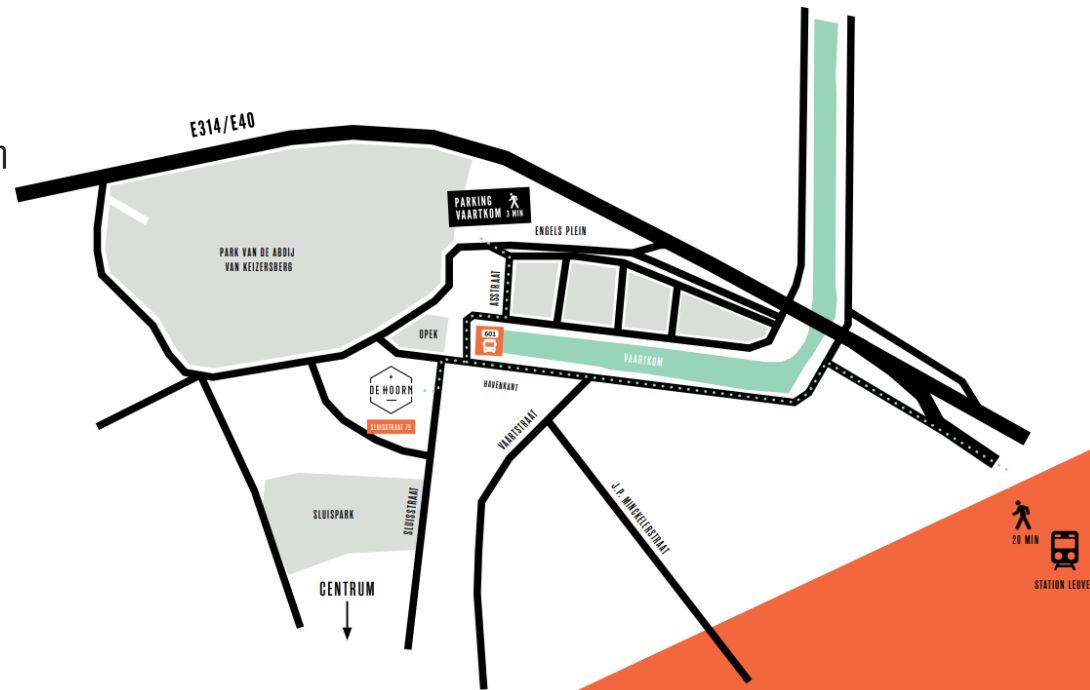 E314/E40
n
PARKING
VAARTKOM 3 MIN
ENGELS PLEIN
PARK VAN DE ABDIJ
VAN KEIZERSBERG
ASSTRAAT
OPEK
601
VAARTKOM
DE HOORN
HAVENKANT
SLUISSTRAAT 79
VAARTSTRAAT
SLUISSTRAAT
J.P. MINCKELERSTRAAT
SLUISPARK
20 MIN
STATION LEUVE
CENTRUM